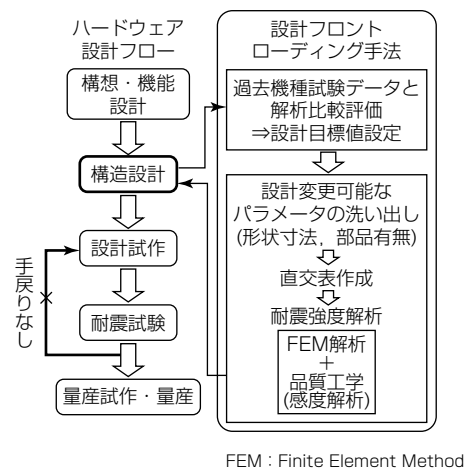 ハードウェア
設計フロー
構想・機能
設計
構造設計
設計試作
耐震試験
量産試作・量産
手戻りなし
設計フロント
ローディング手法
過去機種試験データと
解析比較評価
⇒設計目標値設定
設計変更可能な
パラメータの洗い出し
(形状寸法，部品有無)
直交表作成
耐震強度解析
FEM解析
＋
品質工学
(感度解析)
FEM：Finite Element Method